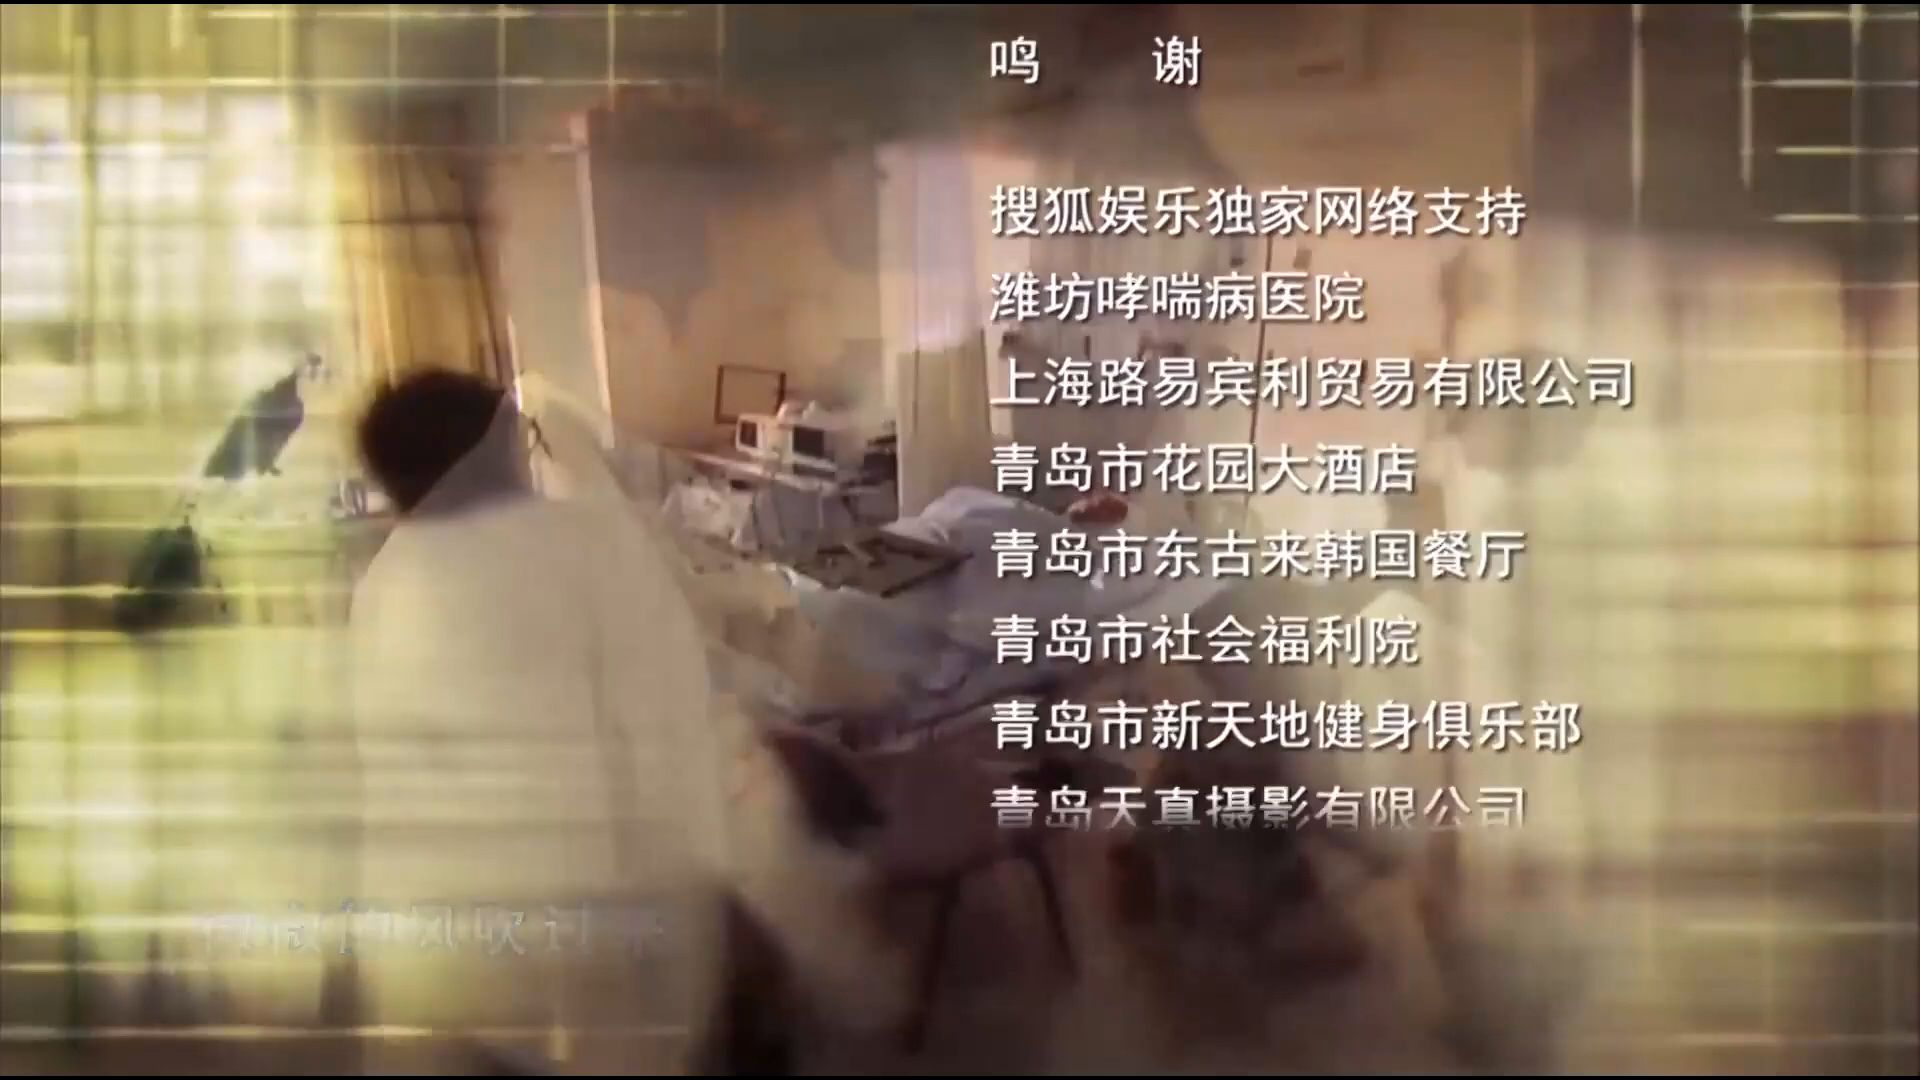 鸣 谢
搜狐娱乐独家网络支持
潍坊哮喘病医院
上海路易宾利贸易有限公司
青岛市花园大酒店
青岛市东古来韩国餐厅
青岛市社会福利院
青岛市新天地健身俱乐部
青岛天真摄影有限公司